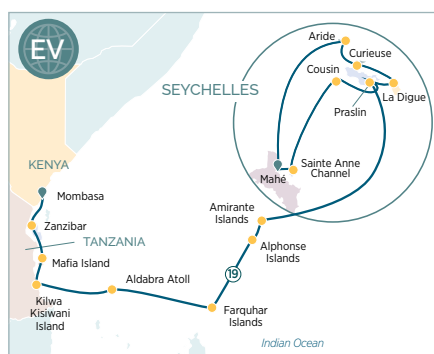 EV
Aride
Curieuse
Cousin
SEYCHELLES
La Digue
Praslin
KENYA
Sainte Anne
Channel
Mahé
Mombasa
Amirante
Islands
Zanzibar
TANZANIA
Alphonse
Islands
Mafia Island
19
Aldabra Atoll
Kilwa
Kisiwani
Island
Farquhar
Islands
Indian Ocean